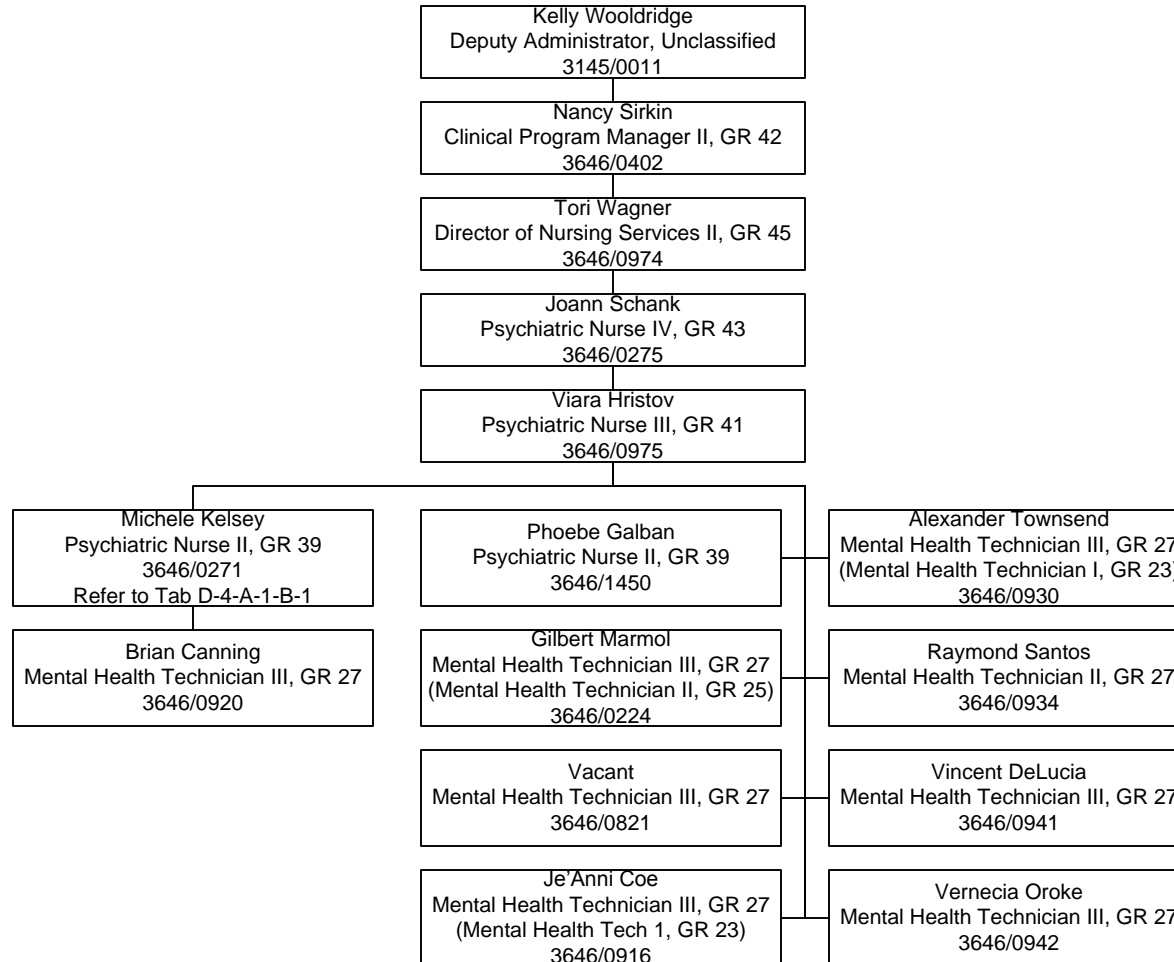 Kelly Wooldridge
Deputy Administrator, Unclassified
3145/0011
Nancy Sirkin
Clinical Program Manager II, GR 42
3646/0402
Tori Wagner
Director of Nursing Services II, GR 45
3646/0974
Joann Schank
Psychiatric Nurse IV, GR 43
3646/0275
Viara Hristov
Psychiatric Nurse III, GR 41
3646/0975
Michele Kelsey
Psychiatric Nurse II, GR 39
3646/0271
Refer to Tab D-4-A-1-B-1
Phoebe Galban
Psychiatric Nurse II, GR 39
3646/1450
Alexander Townsend
Mental Health Technician III, GR 27
(Mental Health Technician I, GR 23)
3646/0930
Brian Canning
Mental Health Technician III, GR 27
3646/0920
Gilbert Marmol
Mental Health Technician III, GR 27
(Mental Health Technician II, GR 25)
3646/0224
Raymond Santos
Mental Health Technician II, GR 27
3646/0934
Vacant
Mental Health Technician III, GR 27
3646/0821
Vincent DeLucia
Mental Health Technician III, GR 27
3646/0941
Je'Anni Coe
Mental Health Technician III, GR 27
(Mental Health Tech 1, GR 23)
3646/0916
Vernecia Oroke
Mental Health Technician III, GR 27
3646/0942